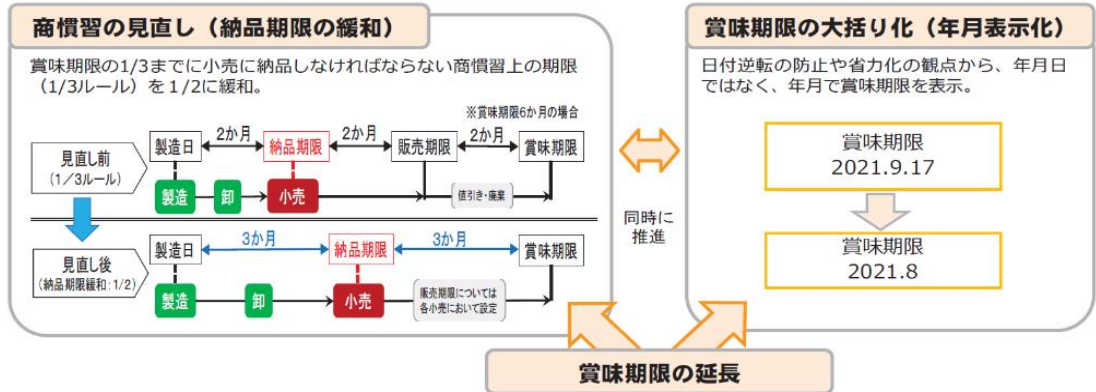 商慣習の見直し（納品期限の緩和）
賞味期限の1/3までに小売に納品しなければならない商慣習上の期限
（1/3ルール）を１/２に緩和。
※賞味期限6か月の場合
見直し前
（1／3ルール）
製造日
2か月
納品期限
2か月
販売期限
2か月
賞味期限
製造
卸
小売
値引き・廃棄
見直し後
（納品期限緩和：1/2）
製造日
3か月
納品期限
3か月
賞味期限
製造
卸
小売
販売期限については
各小売において設定
同時に
推進
賞味期限の大括り化（年月表示化）
日付逆転の防止や省力化の観点から、年月日
ではなく、年月で賞味期限を表示。
賞味期限
2021.9.17
賞味期限
2021.8
賞味期限の延長